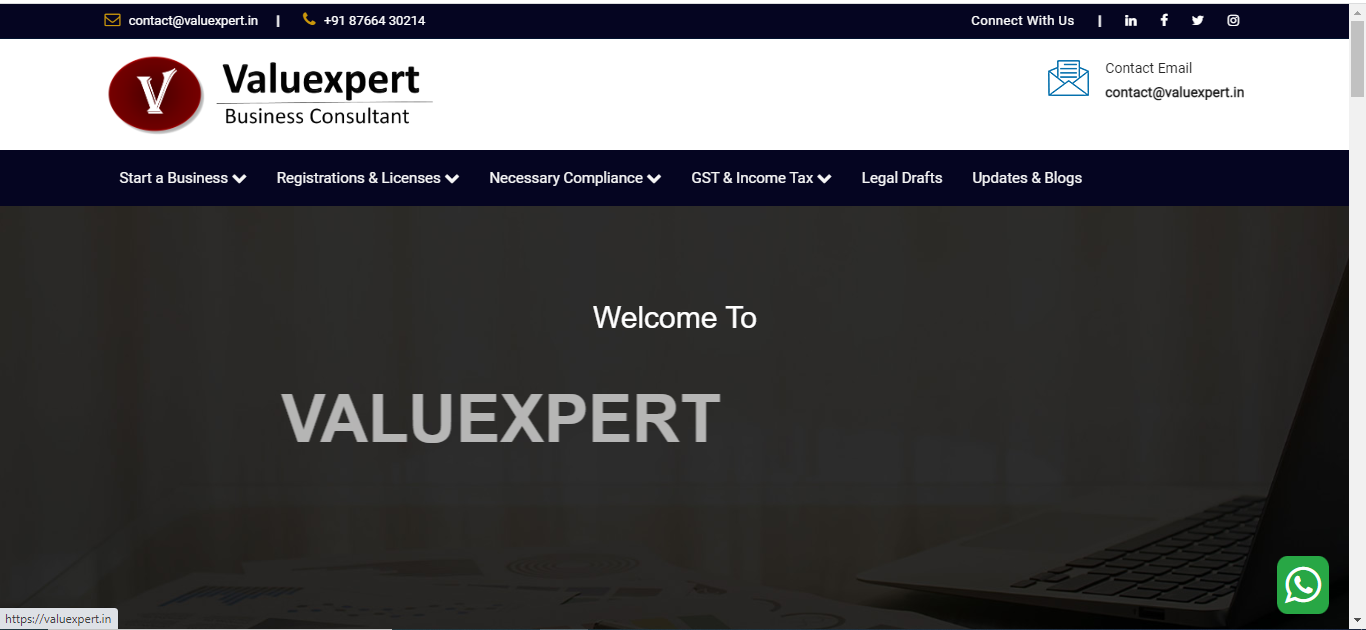 contact@valuexpert.in | +91 87664 30214 Connect With Us |
V Valuexpert
Business Consultant
Contact Email
contact@valuexpert.in
Start a Business Registrations & Licenses Necessary Compliance GST & Income Tax Legal Drafts Updates & Blogs
Welcome To
VALUEXPERT
https://valuexpert.in